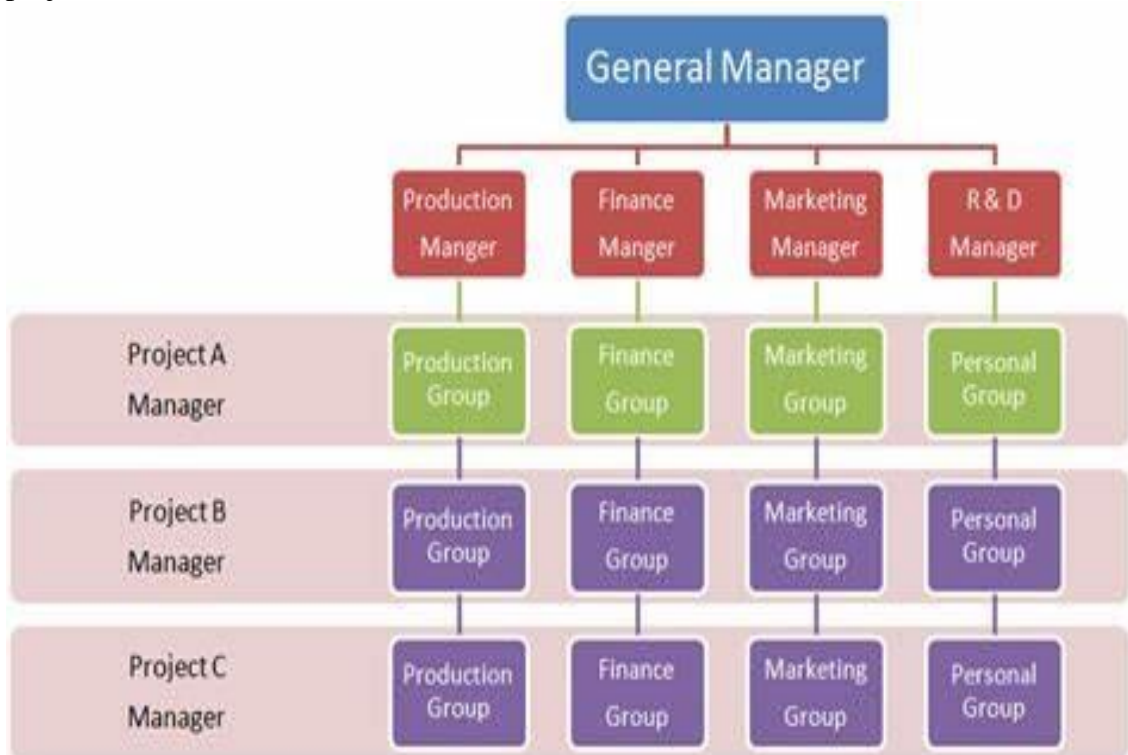 General Manager
Production
Manger
Finance
Manger
Marketing
Manager
R & D
Manager
Project A
Manager
Production
Group
Finance
Group
Marketing
Group
Personal
Group
Project B
Manager
Production
Group
Finance
Group
Marketing
Group
Personal
Group
Project C
Manager
Production
Group
Finance
Group
Marketing
Group
Personal
Group